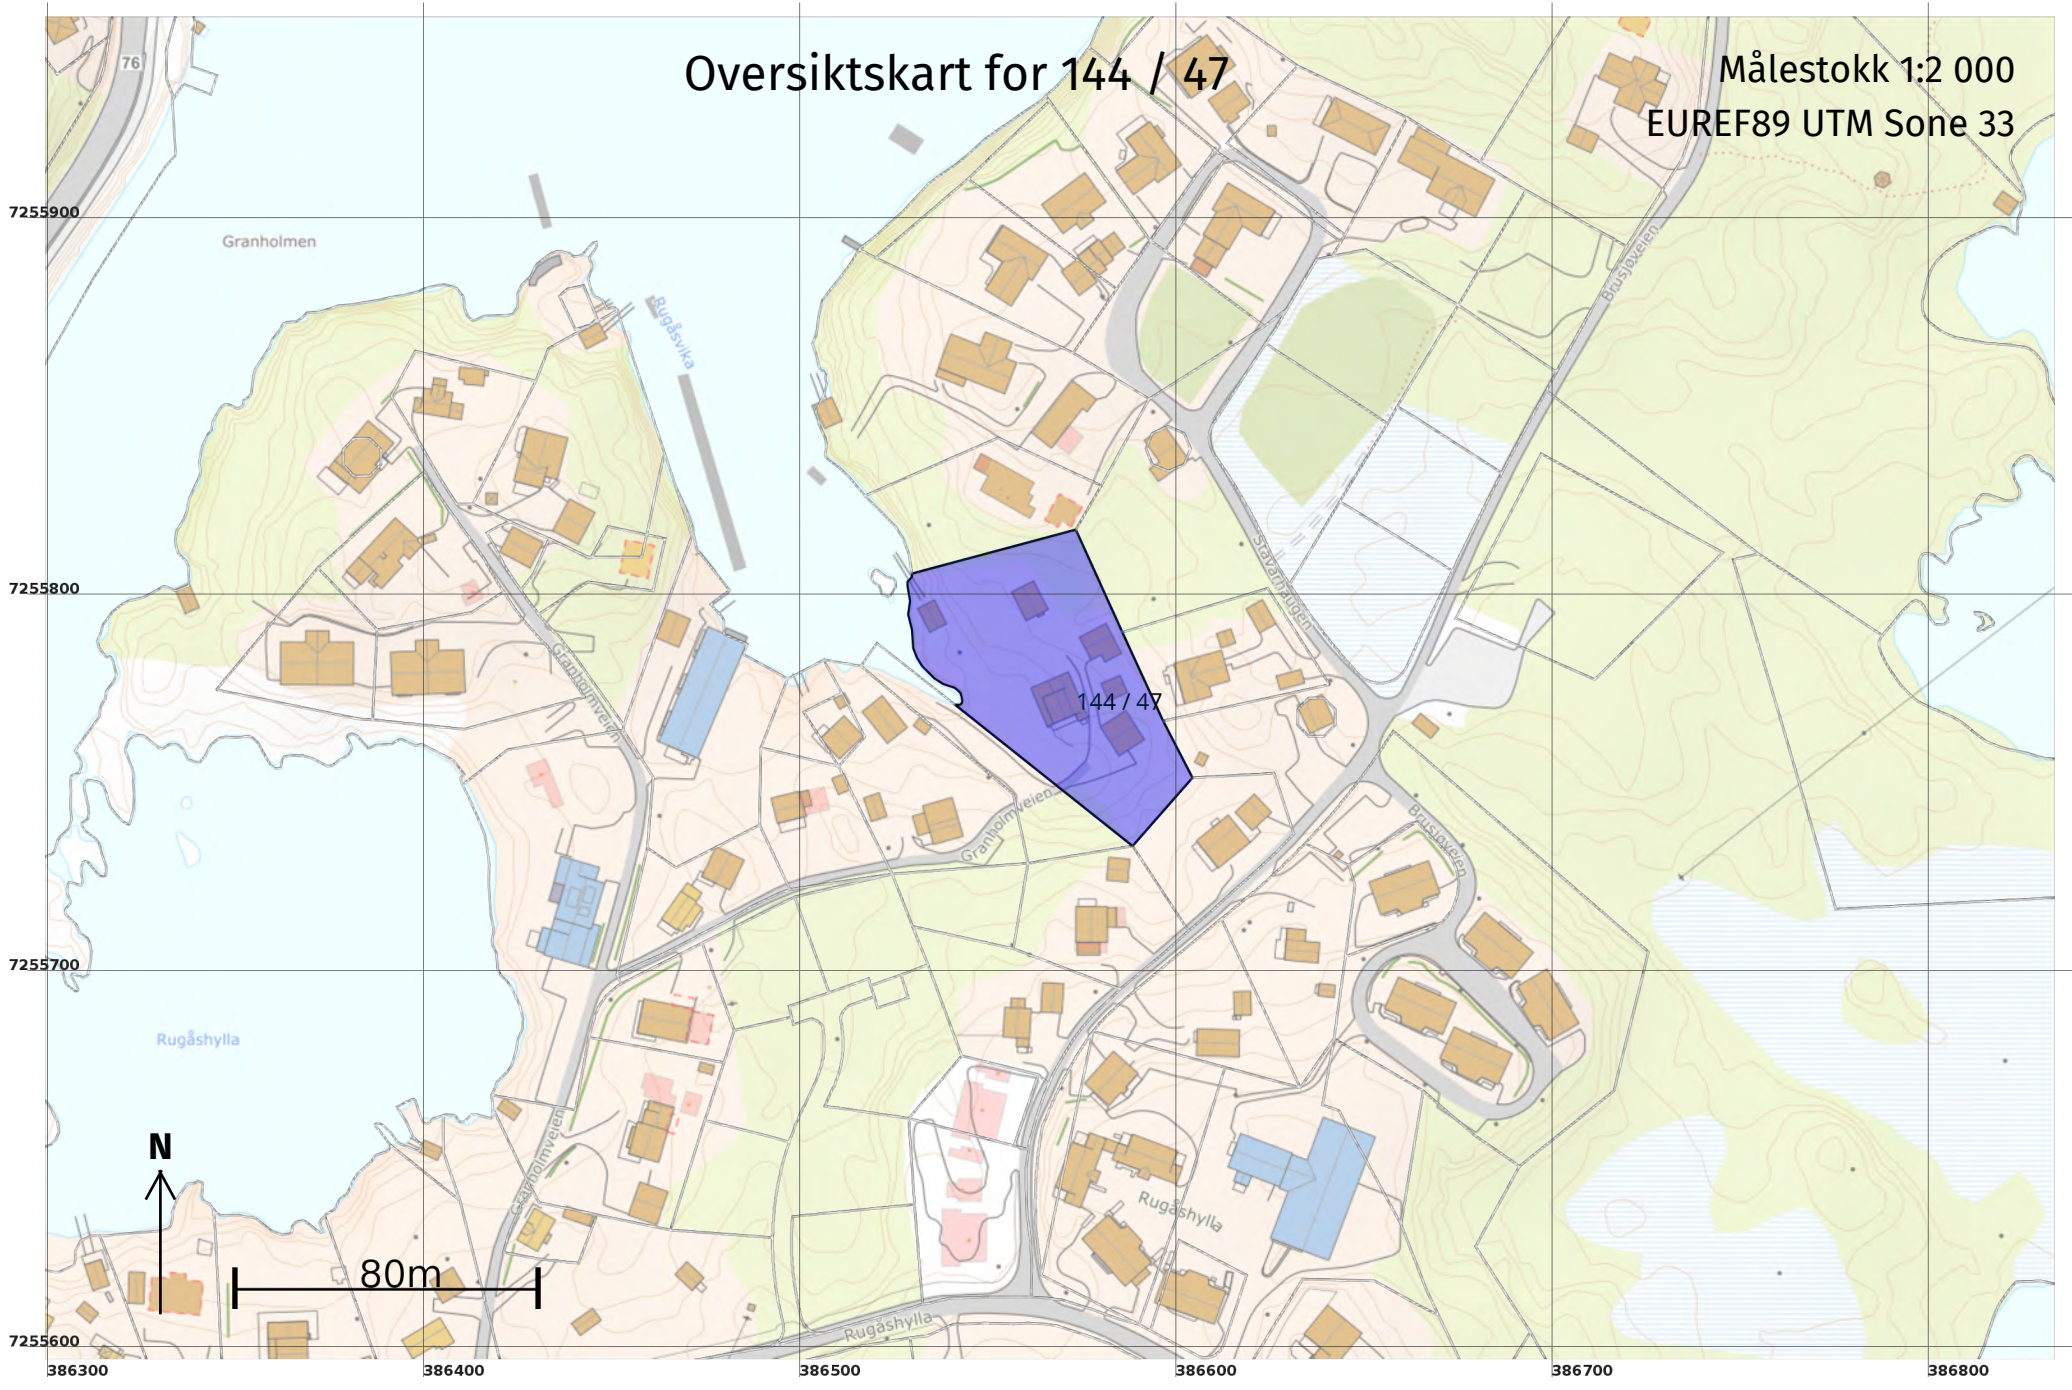 Oversiktskart for 144 / 47
Målestokk 1:2 000
EUREF89 UTM Sone 33
76
7255900
Granholmen
Brusjøveien
Rugåsvika
Stavarhaugen
7255800
Granholmveien
144 / 47
Granholmveien
Brusjøveien
7255700
Rugåshylla
Granholmveien
N
Rugåshylla
80m
Rugåshylla
7255600
386300
386400
386500
386600
386700
386800